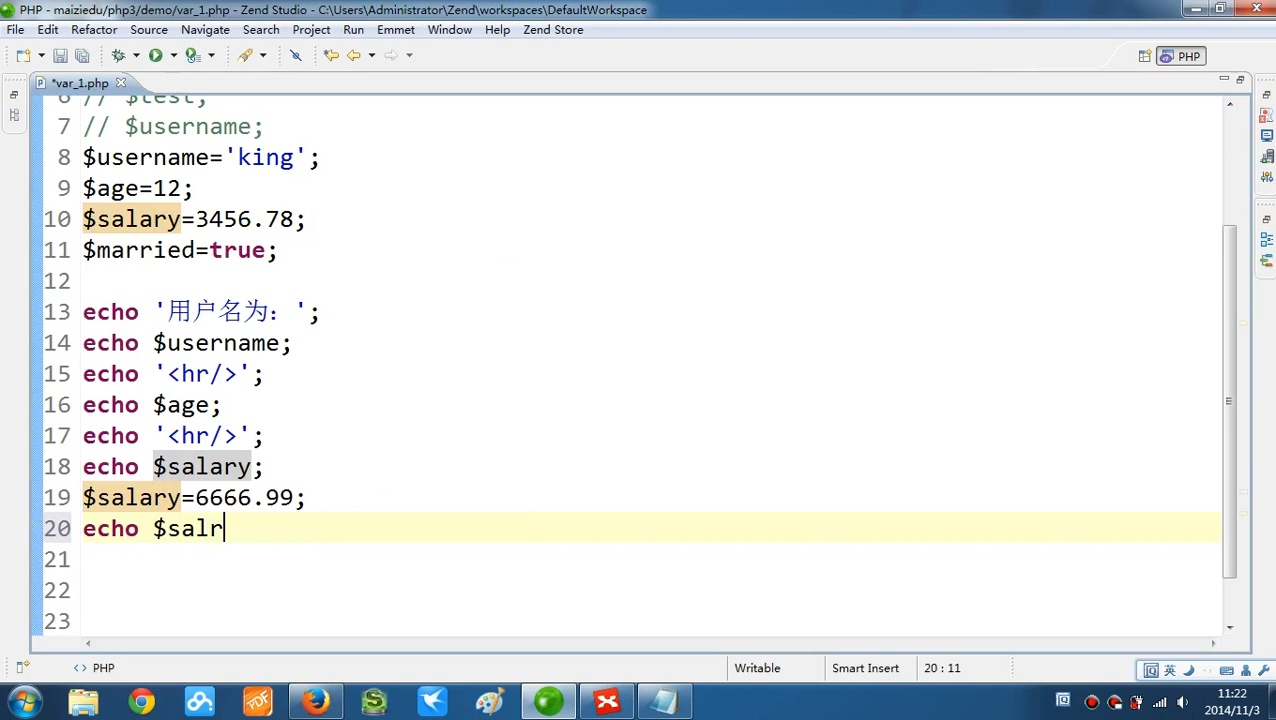 PHP - maiziedu/php3/demo/var_1.php - Zend Studio - C:\Users\Administrator\Zend\workspaces\DefaultWorkspace
File Edit Refactor Source Navigate Search Project Run Emmet Window Help Zend Store
PHP
*var_1.php
6 // $test;
7 // $username;
8 $username='king';
9 $age=12;
10 $salary=3456.78;
11 $married=true;
12
13 echo '用户名为: ';
14 echo $username;
15 echo '<hr/>';
16 echo $age;
17 echo '<hr/>';
18 echo $salary;
19 $salary=6666.99;
20 echo $salr
21
22
23
PHP Writable Smart Insert 20 : 11
英
PDF
11:22
2014/11/3